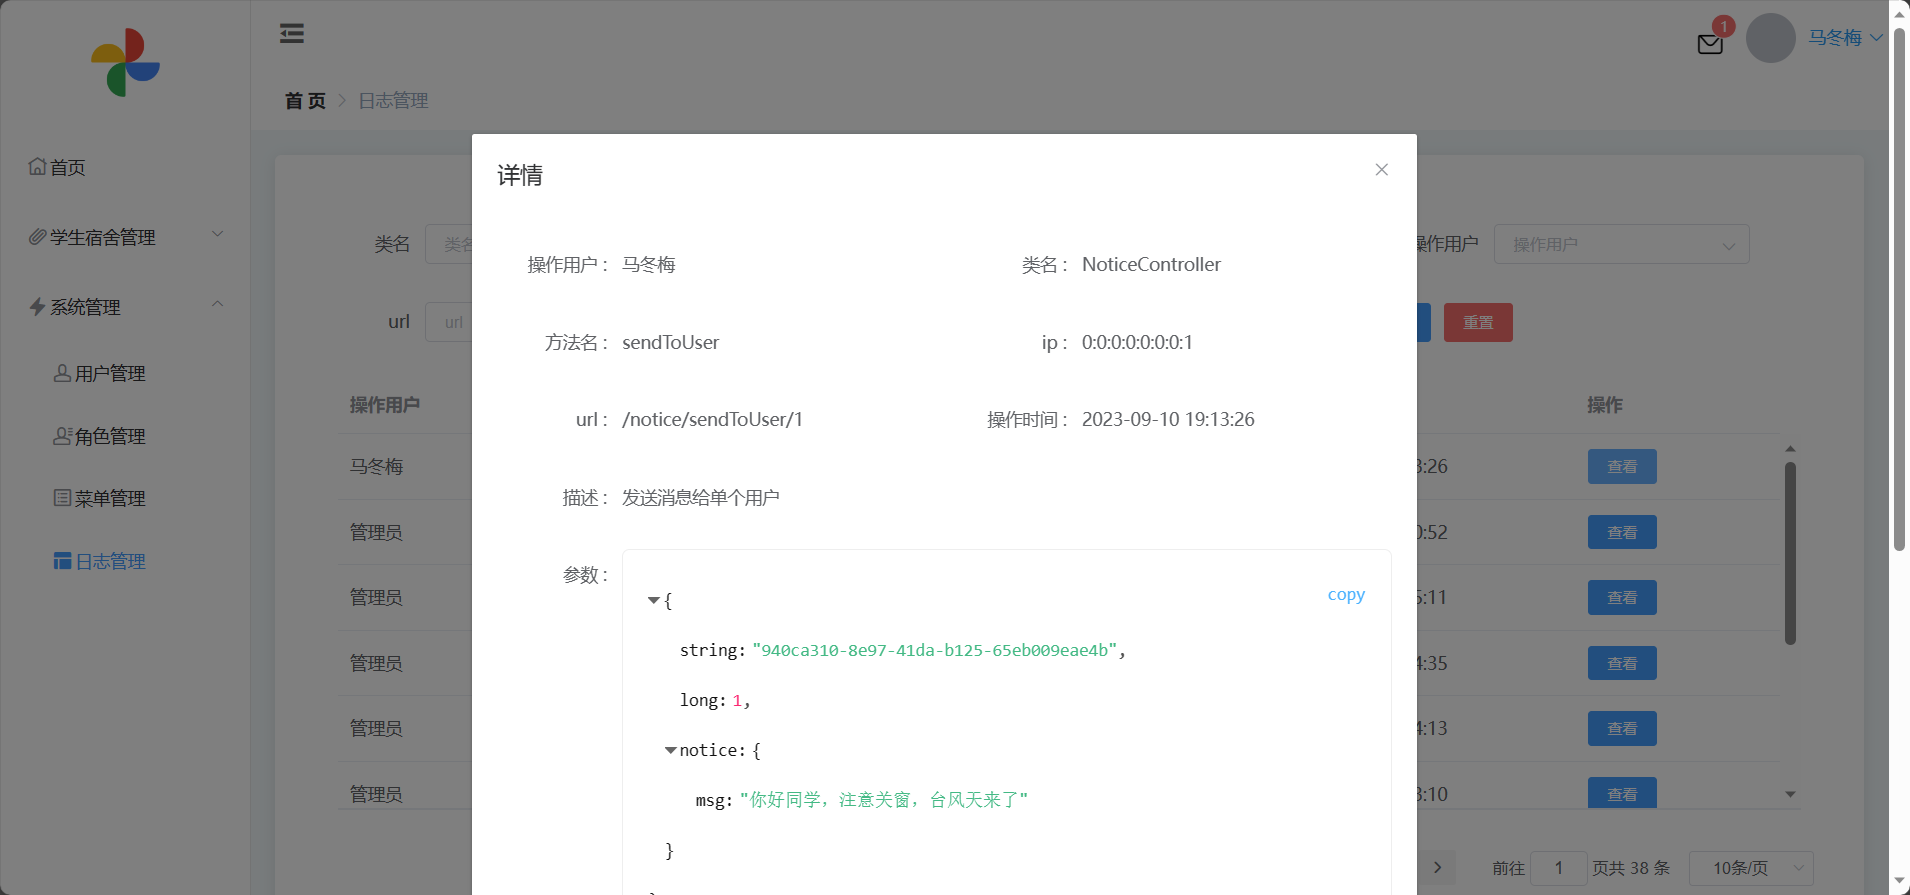 1
马冬梅
首页 > 日志管理
首页
学生宿舍管理
系统管理
用户管理
角色管理
菜单管理
日志管理
类名 类名
操作用户 操作用户
url url
重置
操作用户 操作
马冬梅 3:26 查看
管理员 0:52 查看
管理员 5:11 查看
管理员 4:35 查看
管理员 4:13 查看
管理员 3:10 查看
前往 1 页共 38 条 10条/页
详情
操作用户: 马冬梅 类名: NoticeController
方法名: sendToUser ip: 0:0:0:0:0:0:0:1
url: /notice/sendToUser/1 操作时间: 2023-09-10 19:13:26
描述: 发送消息给单个用户
参数:
copy
{
string: "940ca310-8e97-41da-b125-65eb009eae4b",
long: 1,
notice: {
msg: "你好同学，注意关窗，台风天来了"
}